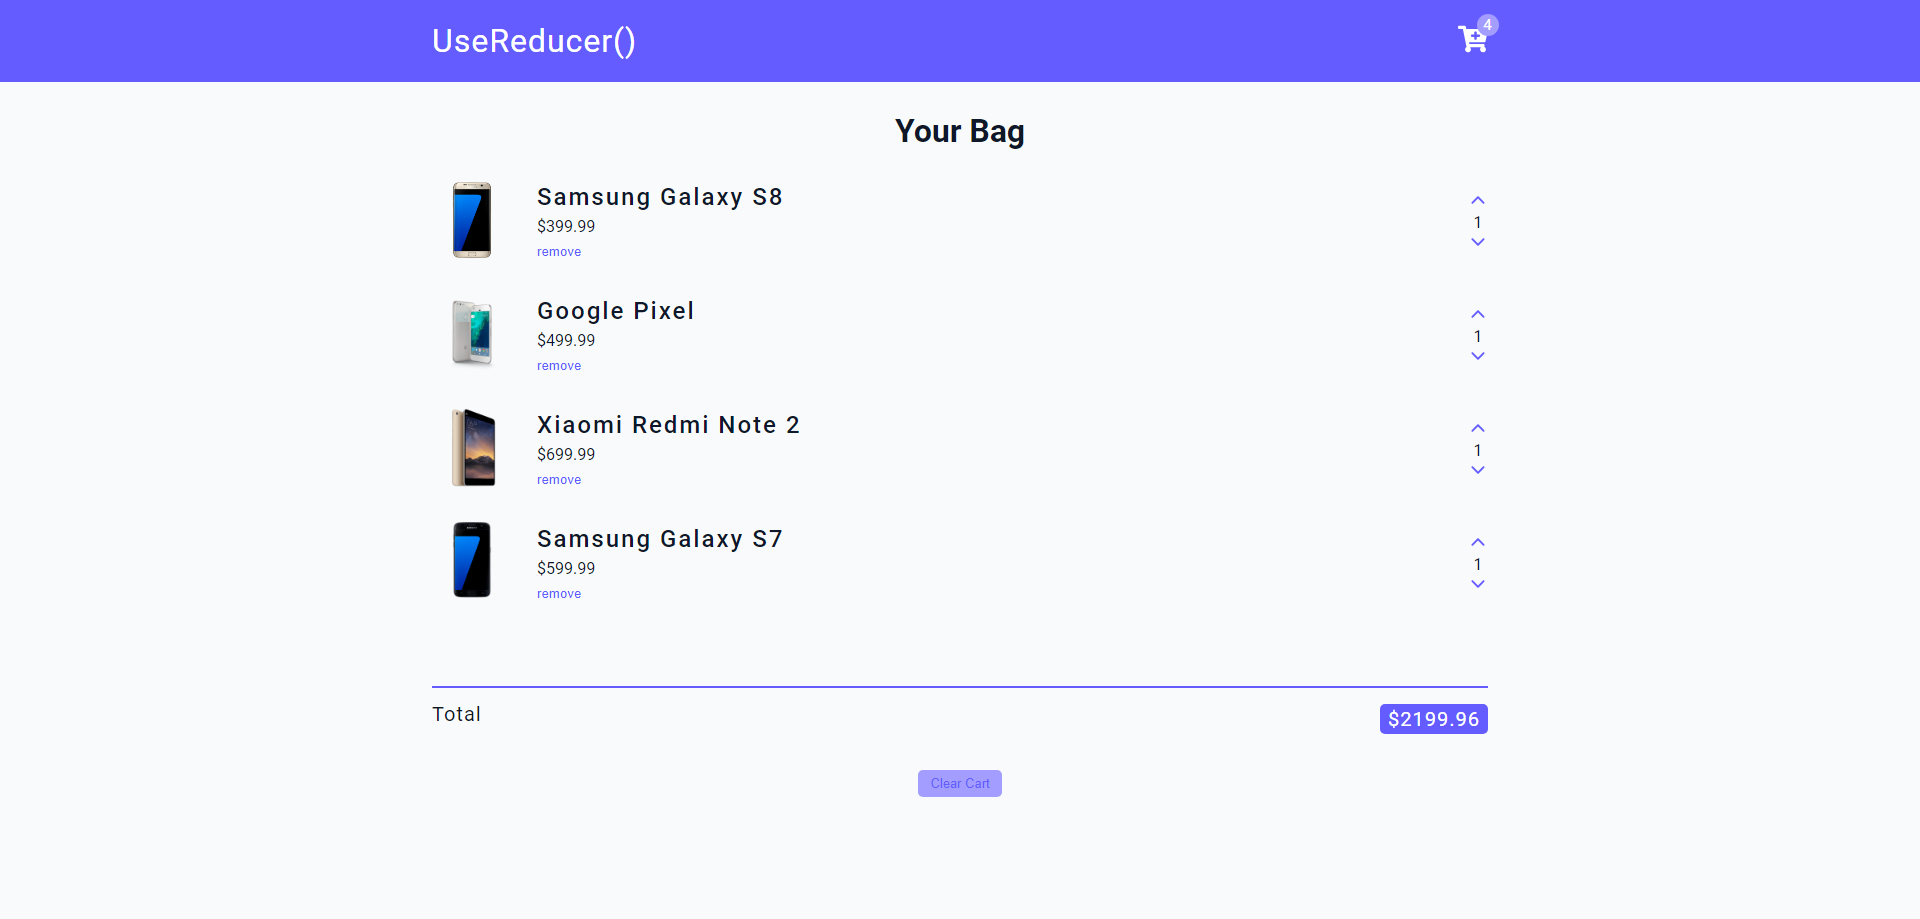 UseReducer()
4
Your Bag
Samsung Galaxy S8
$399.99
remove
1
Google Pixel
$499.99
remove
1
Xiaomi Redmi Note 2
$699.99
remove
1
Samsung Galaxy S7
$599.99
remove
1
Total
$2199.96
Clear Cart